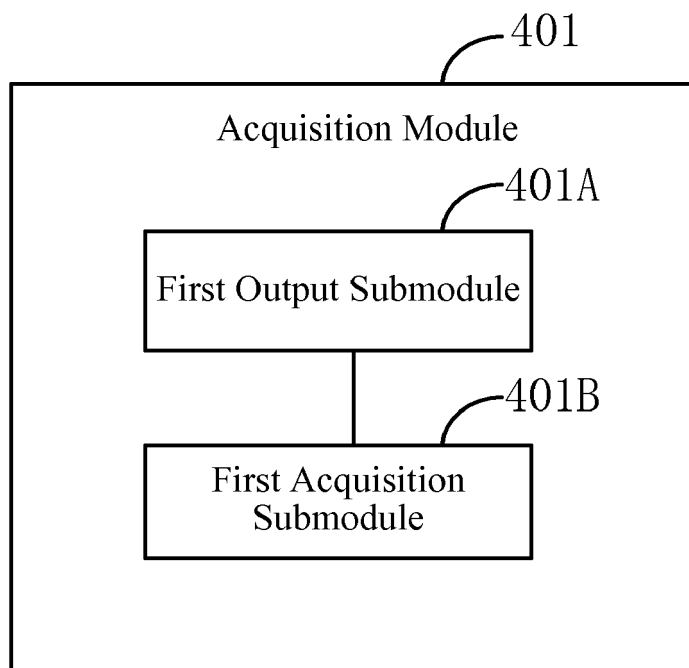 401
Acquisition Module
401A
First Output Submodule
401B
First Acquisition
Submodule